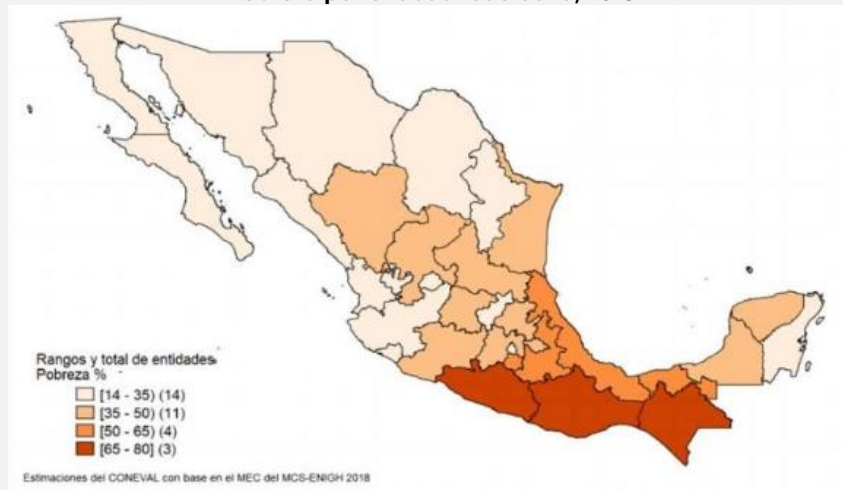 Rangos y total de entidades
Pobreza %
[14 - 35) (14)
[35 - 50) (11)
[50 - 65) (4)
[65 - 80] (3)
Estimaciones del CONEVAL con base en el MEC del MCS-ENIGH 2018